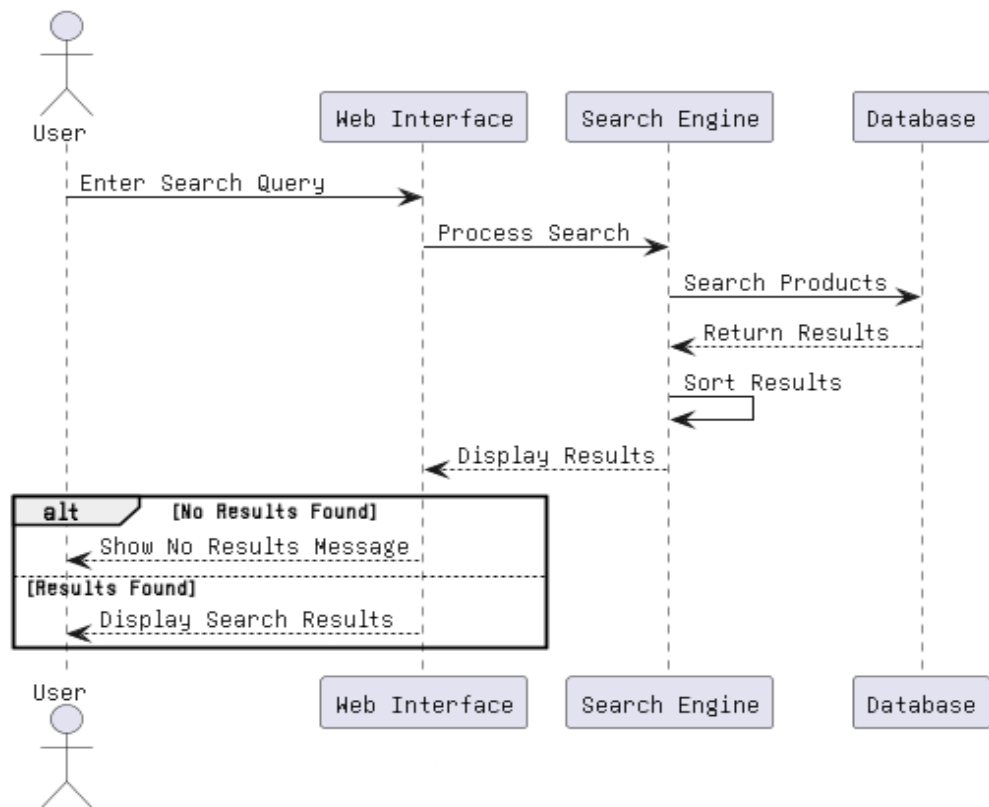 User
Web Interface
Search Engine
Database
Enter Search Query
Process Search
Search Products
Return Results
Sort Results
Display Results
alt
[No Results Found]
Show No Results Message
[Results Found]
Display Search Results
User
Web Interface
Search Engine
Database